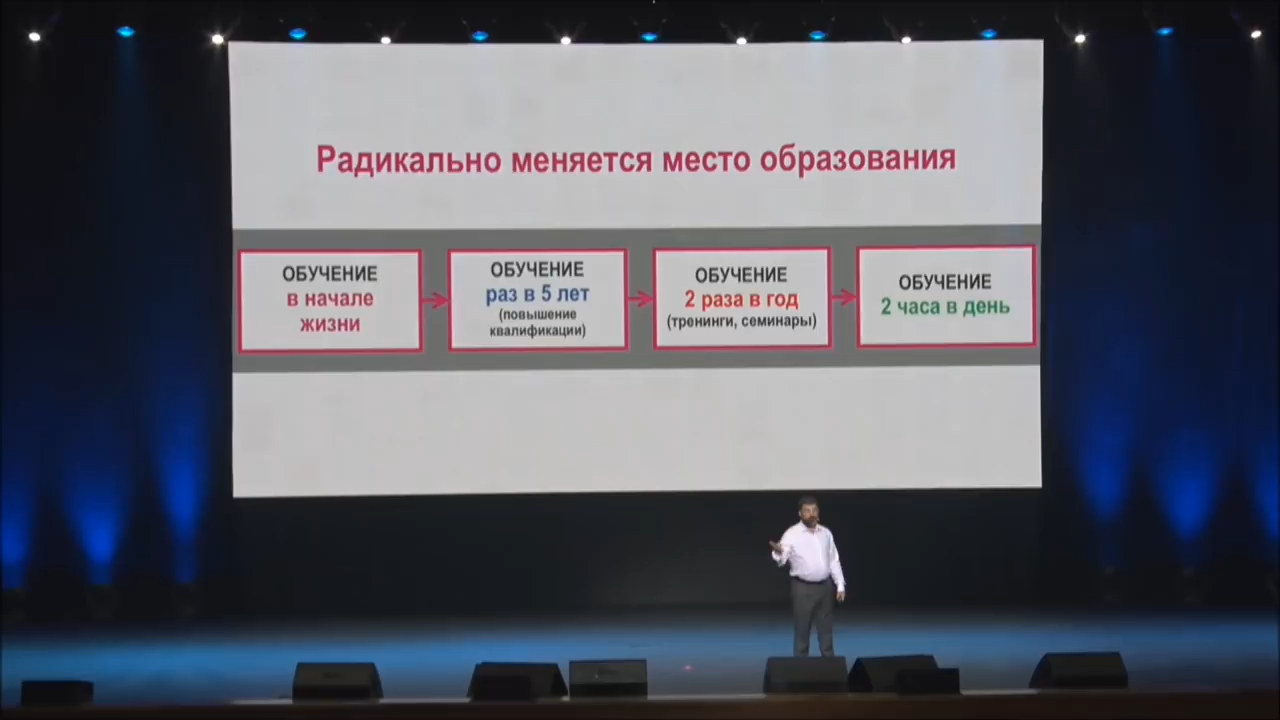 Радикально меняется место образования
ОБУЧЕНИЕ
в начале
жизни
ОБУЧЕНИЕ
раз в 5 лет
(повышение
квалификации)
ОБУЧЕНИЕ
2 раза в год
(тренинги, семинары)
ОБУЧЕНИЕ
2 часа в день